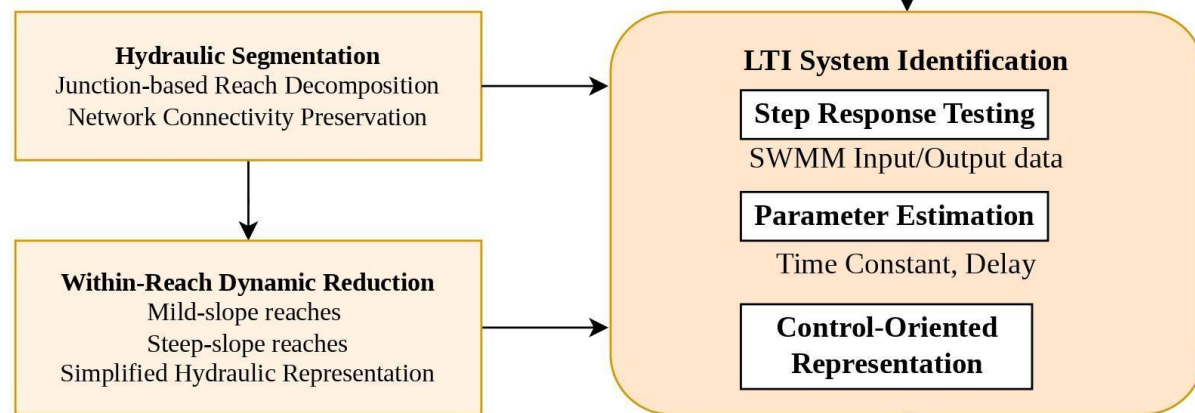 Hydraulic Segmentation
Junction-based Reach Decomposition
Network Connectivity Preservation
Within-Reach Dynamic Reduction
Mild-slope reaches
Steep-slope reaches
Simplified Hydraulic Representation
LTI System Identification
Step Response Testing
SWMM Input/Output data
Parameter Estimation
Time Constant, Delay
Control-Oriented
Representation